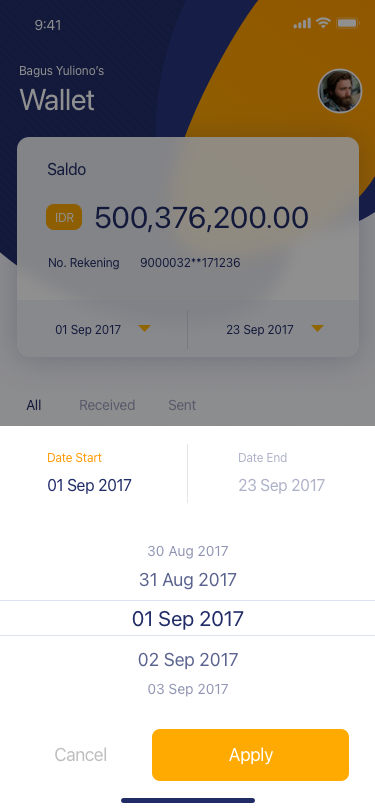 9:41
Bagus Yuliono's
Wallet
Saldo
IDR 500,376,200.00
No. Rekening 9000032**171236
01 Sep 2017 23 Sep 2017
All Received Sent
Date Start Date End
01 Sep 2017 23 Sep 2017
30 Aug 2017
31 Aug 2017
01 Sep 2017
02 Sep 2017
03 Sep 2017
Cancel Apply